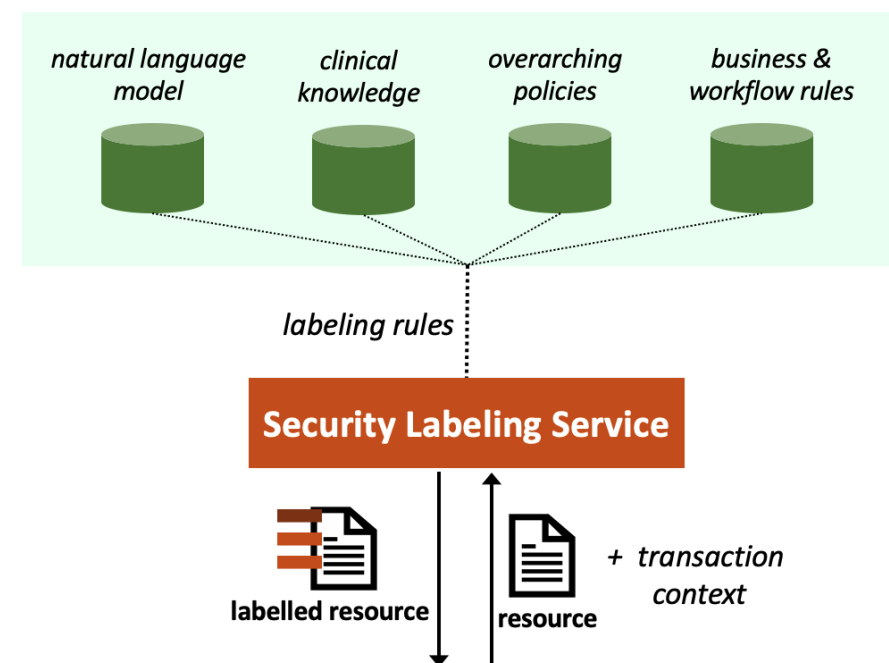 natural language
model
clinical
knowledge
overarching
policies
business &
workflow rules
labeling rules
Security Labeling Service
labelled resource
resource
+ transaction
context